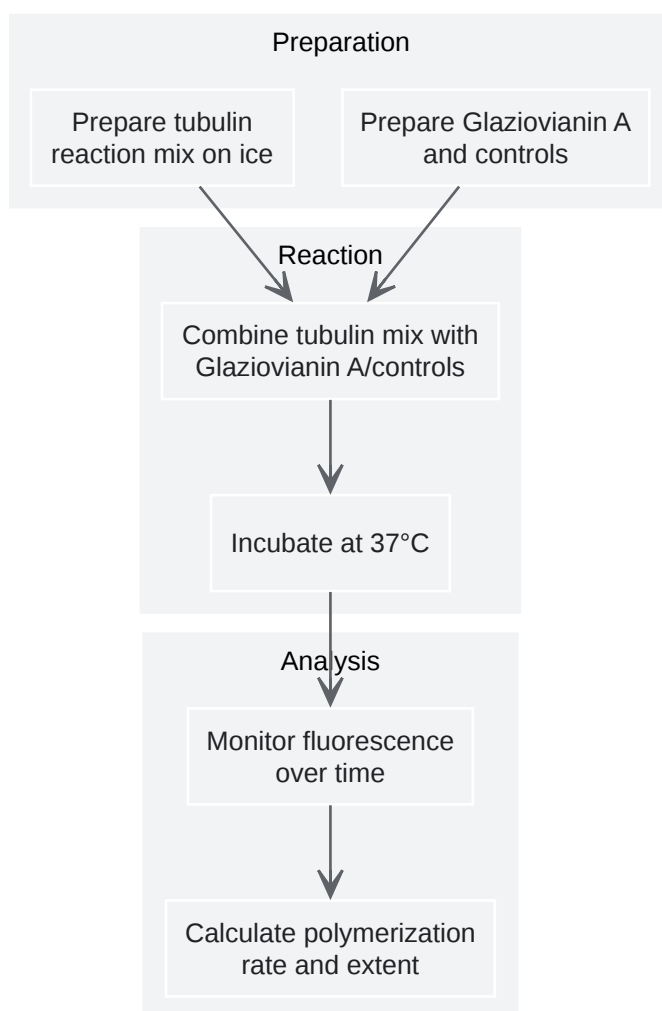 Preparation
Prepare tubulin
reaction mix on ice
Prepare Glaziovianin A
and controls
Reaction
Combine tubulin mix with
Glaziovianin A/controls
Incubate at 37°C
Analysis
Monitor fluorescence
over time
Calculate polymerization
rate and extent